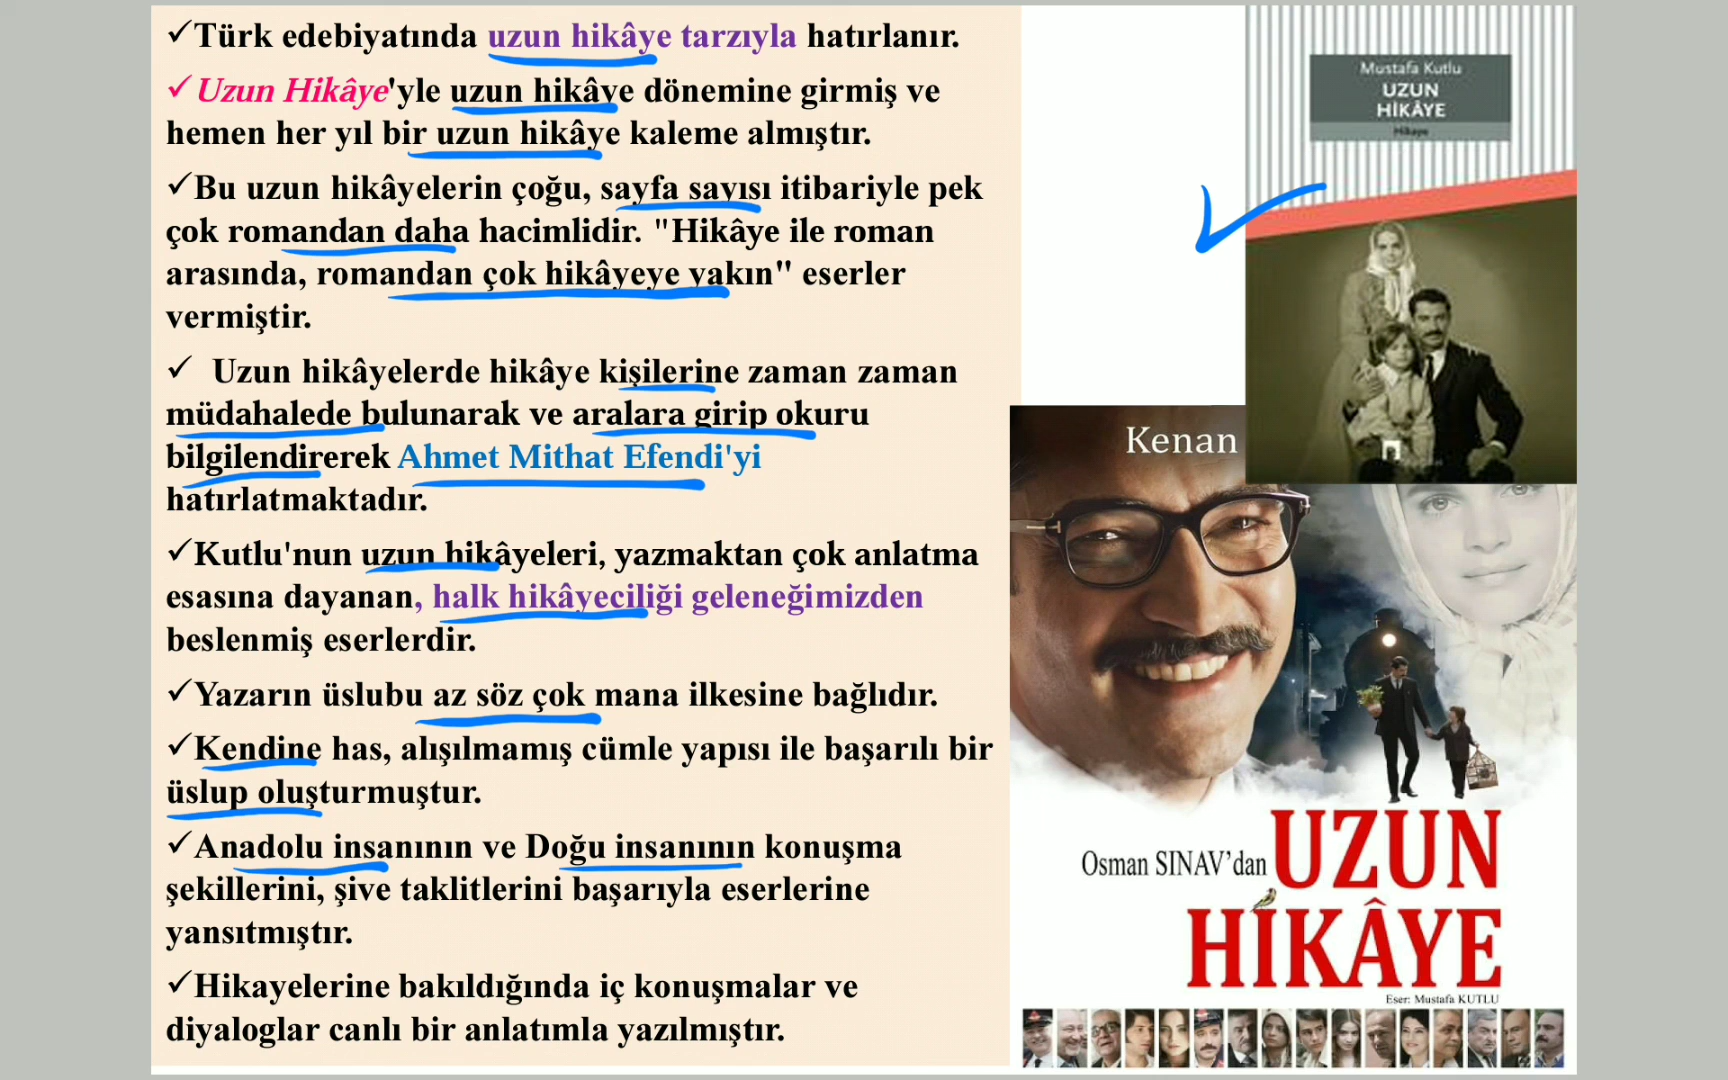 ✓Türk edebiyatında uzun hikâye tarzıyla hatırlanır.
✓Uzun Hikâye'yle uzun hikâye dönemine girmiş ve
hemen her yıl bir uzun hikâye kaleme almıştır.
✓Bu uzun hikâyelerin çoğu, sayfa sayısı itibariyle pek
çok romandan daha hacimlidir. "Hikâye ile roman
arasında, romandan çok hikâyeye yakın" eserler
vermiştir.
✓ Uzun hikâyelerde hikâye kişilerine zaman zaman
müdahalede bulunarak ve aralara girip okuru
bilgilendirerek Ahmet Mithat Efendi'yi
hatırlatmaktadır.
✓Kutlu'nun uzun hikâyeleri, yazmaktan çok anlatma
esasına dayanan, halk hikâyeciliği geleneğimizden
beslenmiş eserlerdir.
✓Yazarın üslubu az söz çok mana ilkesine bağlıdır.
✓Kendine has, alışılmamış cümle yapısı ile başarılı bir
üslup oluşturmuştur.
✓Anadolu insanının ve Doğu insanının konuşma
şekillerini, şive taklitlerini başarıyla eserlerine
yansıtmıştır.
✓Hikayelerine bakıldığında iç konuşmalar ve
diyaloglar canlı bir anlatımla yazılmıştır.
Mustafa Kutlu
UZUN
HİKÂYE
Hikaye
Kenan
Osman SINAV'dan
UZUN
HİKÂYE
Eser: Mustafa KUTLU